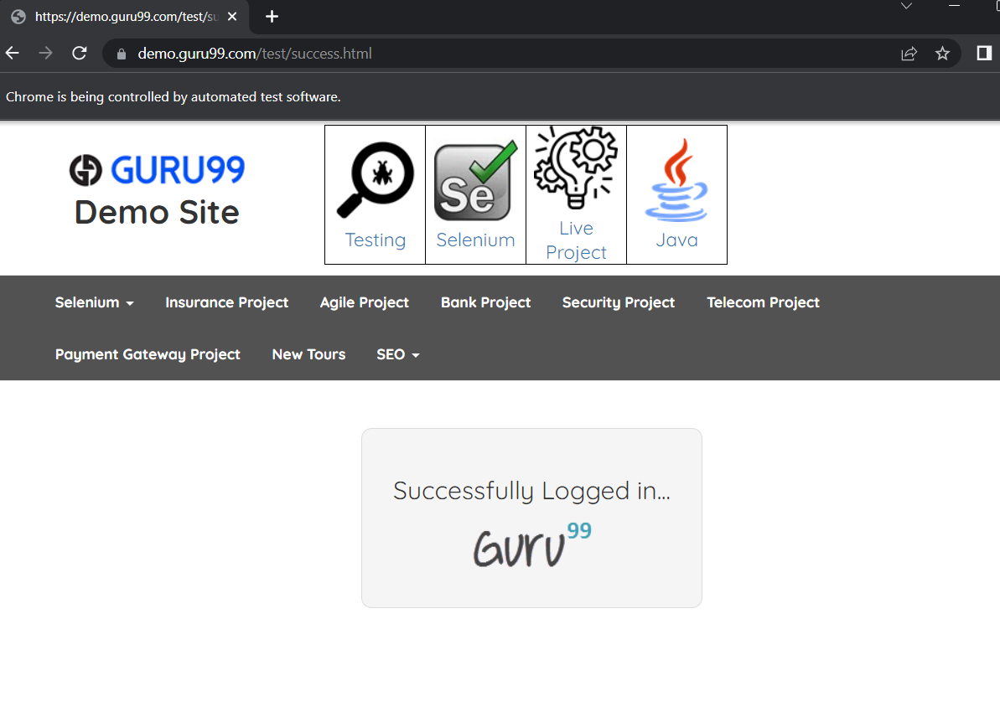 https://demo.guru99.com/test/su
demo.guru99.com/test/success.html
Chrome is being controlled by automated test software.
GURU99
Demo Site
Se
Testing
Selenium
Live
Project
Java
Selenium
Insurance Project
Agile Project
Bank Project
Security Project
Telecom Project
Payment Gateway Project
New Tours
SEO
Successfully Logged in...
Guru99